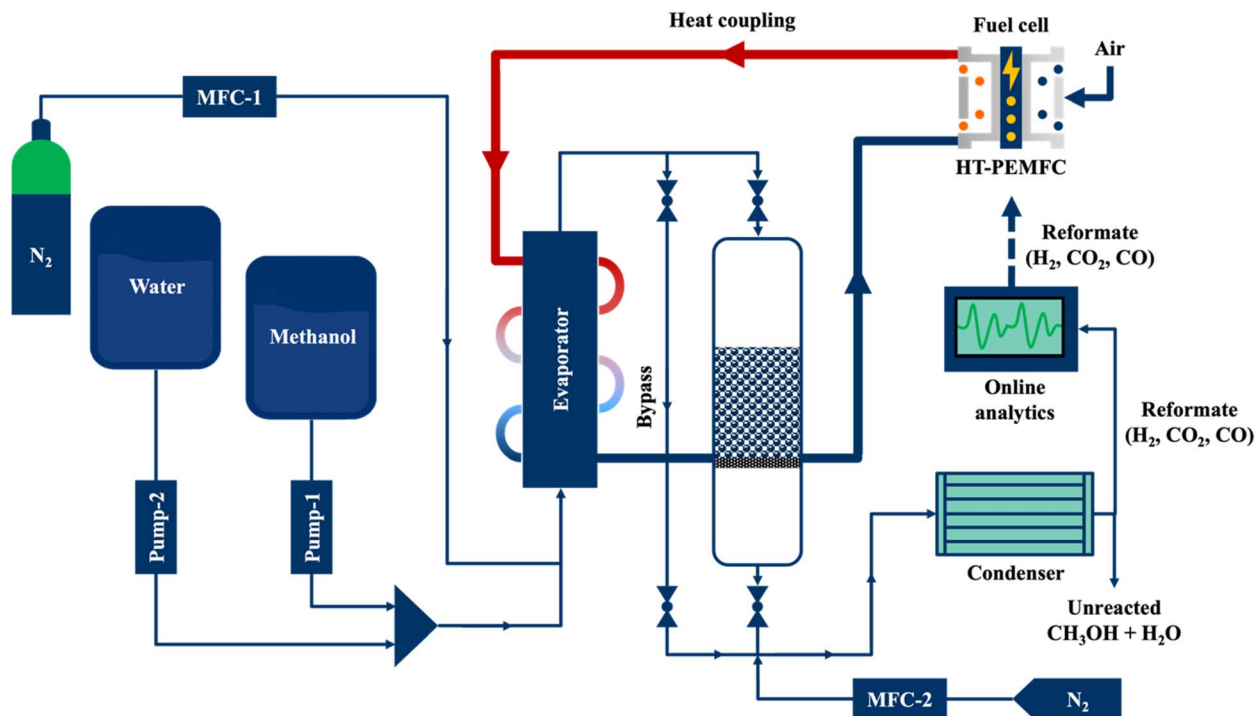 Heat coupling
Fuel cell
Air
MFC-1
HT-PEMFC
N₂
Water
Methanol
Evaporator
Bypass
Reformate
(H₂, CO₂, CO)
Online
analytics
Reformate
(H₂, CO₂, CO)
Pump-2
Pump-1
Condenser
Unreacted
CH₃OH + H₂O
MFC-2
N₂